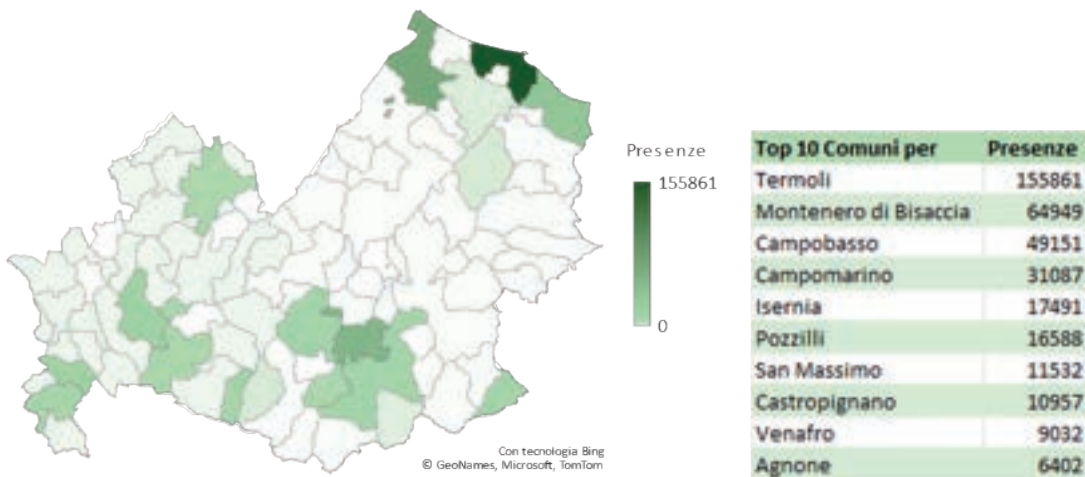 Presenze
155861
0
Con tecnologia Bing
© GeoNames, Microsoft, TomTom
Top 10 Comuni per Presenze
Termoli 155861
Montenero di Bisaccia 64949
Campobasso 49151
Campomarino 31087
Isernia 17491
Pozzilli 16588
San Massimo 11532
Castropignano 10957
Venafro 9032
Agnone 6402